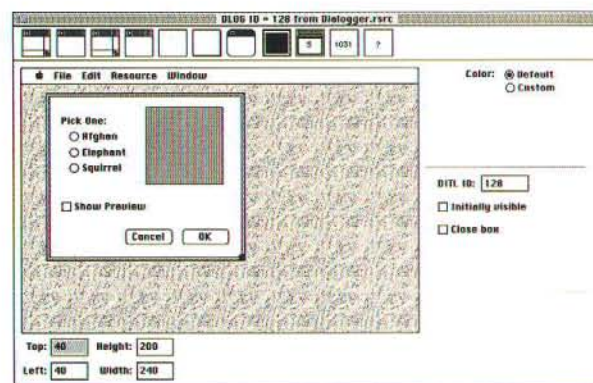 DLOG ID = 128 from Dialogger.rsrc
5
1031
?
File Edit Resource Window
Color: Default
Custom
Pick One:
Afghan
Elephant
Squirrel
Show Preview
Cancel OK
DITL ID: 128
Initially visible
Close box
Top: 40 Height: 200
Left: 40 Width: 240